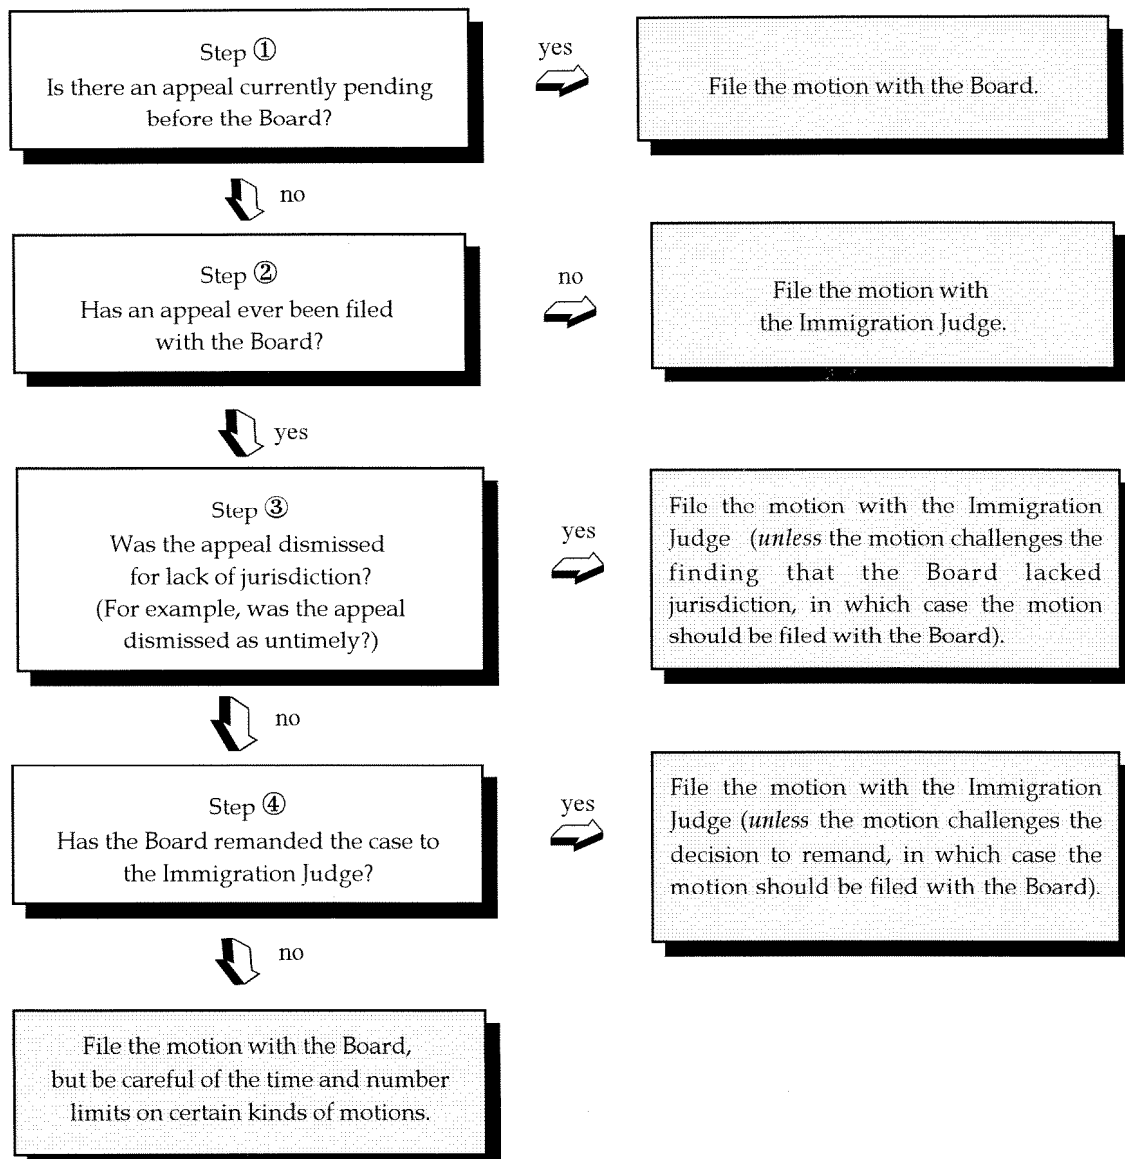 Step ①
Is there an appeal currently pending
before the Board?
yes
File the motion with the Board.
no
Step ②
Has an appeal ever been filed
with the Board?
no
File the motion with
the Immigration Judge.
yes
Step ③
Was the appeal dismissed
for lack of jurisdiction?
(For example, was the appeal
dismissed as untimely?)
yes
File the motion with the Immigration
Judge (unless the motion challenges the
finding that the Board lacked
jurisdiction, in which case the motion
should be filed with the Board).
no
Step ④
Has the Board remanded the case to
the Immigration Judge?
yes
File the motion with the Immigration
Judge (unless the motion challenges the
decision to remand, in which case the
motion should be filed with the Board).
no
File the motion with the Board,
but be careful of the time and number
limits on certain kinds of motions.